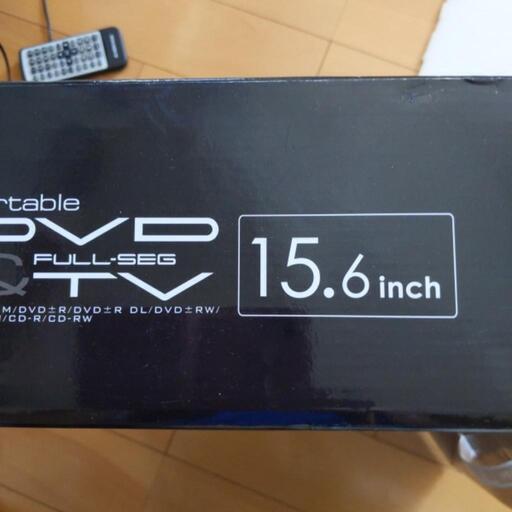 rtable
DVD
& FULL-SEG
TV
M/DVD±R/DVD±R DL/DVD±RW/
/CD-R/CD-RW
15.6 inch